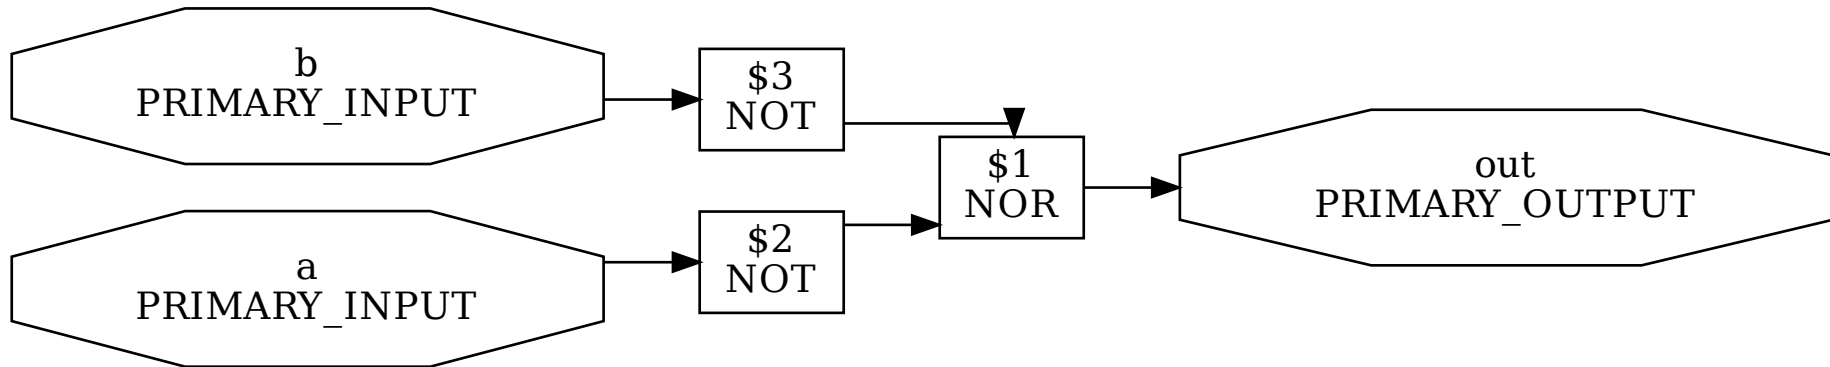 b
PRIMARY_INPUT
$3
NOT
$1
NOR
out
PRIMARY_OUTPUT
a
PRIMARY_INPUT
$2
NOT